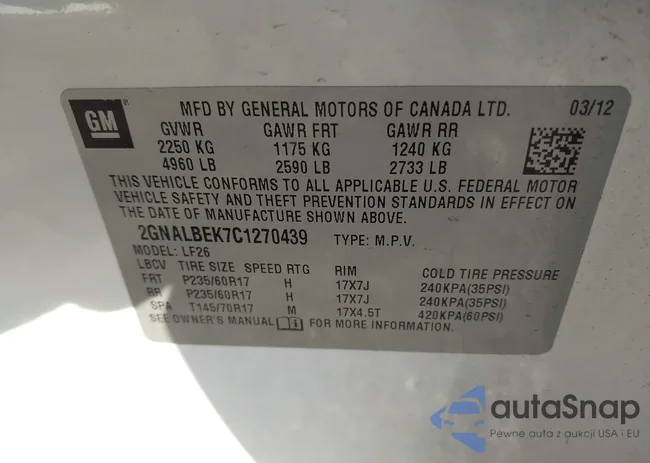 GM
MFD BY GENERAL MOTORS OF CANADA LTD. 03/12
GVWR GAWR FRT GAWR RR
2250 KG 1175 KG 1240 KG
4960 LB 2590 LB 2733 LB
THIS VEHICLE CONFORMS TO ALL APPLICABLE U.S. FEDERAL MOTOR
VEHICLE SAFETY AND THEFT PREVENTION STANDARDS IN EFFECT ON
THE DATE OF MANUFACTURE SHOWN ABOVE.
2GNALBEK7C1270439 TYPE: M.P.V.
MODEL: LF26
LBCV TIRE SIZE SPEED RTG RIM COLD TIRE PRESSURE
FRT P235/60R17 H 17X7J 240KPA(35PSI)
RR P235/60R17 H 17X7J 240KPA(35PSI)
SPA T145/70R17 M 17X4.5T 420KPA(60PSI)
SEE OWNER'S MANUAL FOR MORE INFORMATION.
autaSnap
Pewne auta z aukcji USA i EU